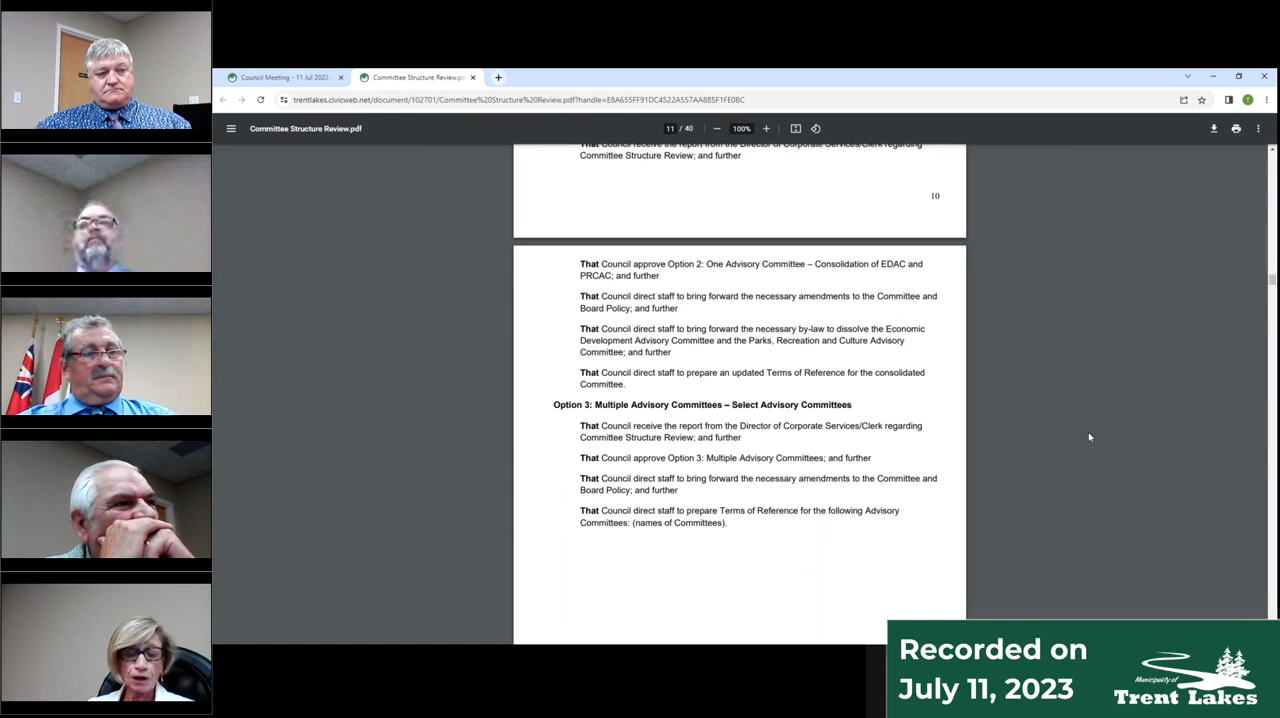 Council Meeting - 11 Jul 2023
Committee Structure Review.pd
trentlakes.civicweb.net/document/102701/Committee%20Structure%20Review.pdf?handle=E8A655FF91DC4522A557AA885F1FE0BC
T
Committee Structure Review.pdf
11 / 40
100%
That Council receive the report from the Director of Corporate Services/Clerk regarding
Committee Structure Review; and further
10
That Council approve Option 2: One Advisory Committee – Consolidation of EDAC and
PRCAC; and further
That Council direct staff to bring forward the necessary amendments to the Committee and
Board Policy; and further
That Council direct staff to bring forward the necessary by-law to dissolve the Economic
Development Advisory Committee and the Parks, Recreation and Culture Advisory
Committee; and further
That Council direct staff to prepare an updated Terms of Reference for the consolidated
Committee.
Option 3: Multiple Advisory Committees – Select Advisory Committees
That Council receive the report from the Director of Corporate Services/Clerk regarding
Committee Structure Review; and further
That Council approve Option 3: Multiple Advisory Committees; and further
That Council direct staff to bring forward the necessary amendments to the Committee and
Board Policy; and further
That Council direct staff to prepare Terms of Reference for the following Advisory
Committees: (names of Committees).
Recorded on
July 11, 2023
Municipality of
Trent Lakes